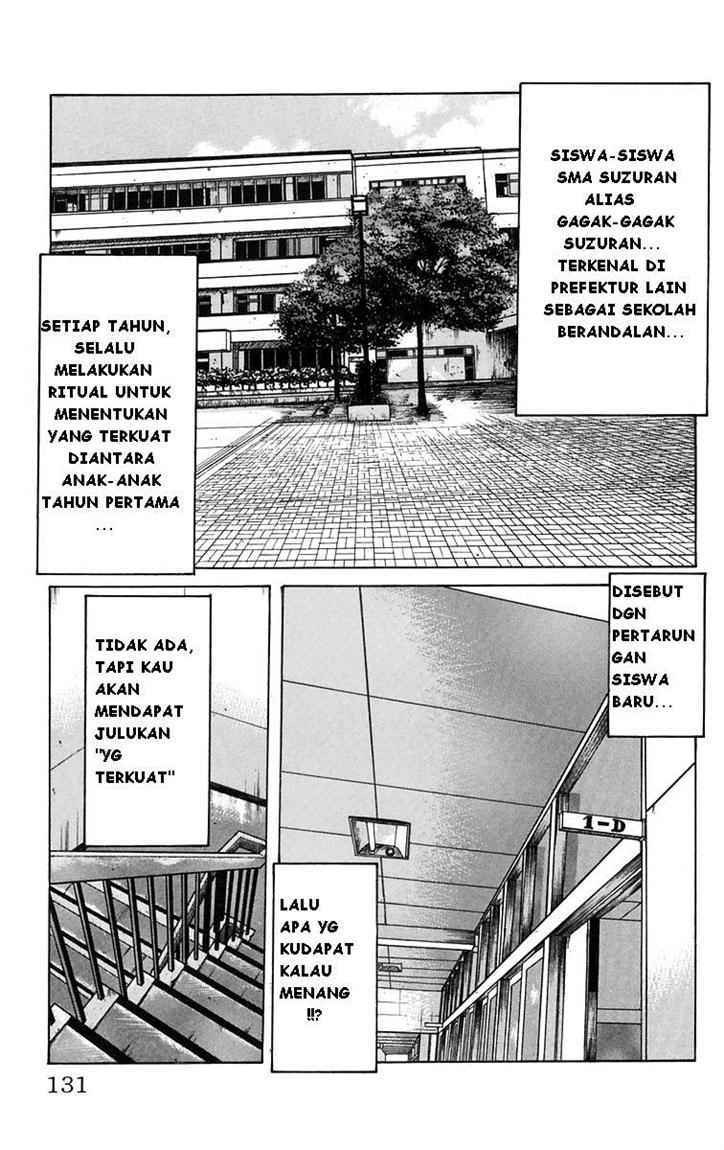 SISWA-SISWA
SMA SUZURAN
ALIAS
GAGAK-GAGAK
SUZURAN...
TERKENAL DI
PREFEKTUR LAIN
SEBAGAI SEKOLAH
BERANDALAN...
SETIAP TAHUN,
SELALU
MELAKUKAN
RITUAL UNTUK
MENENTUKAN
YANG TERKUAT
DIANTARA
ANAK-ANAK
TAHUN PERTAMA
...
DISEBUT
DGN
PERTARUN
GAN
SISWA
BARU...
1-D
LALU
APA YG
KUDAPAT
KALAU
MENANG
!!?
TIDAK ADA,
TAPI KAU
AKAN
MENDAPAT
JULUKAN
"YG
TERKUAT"
131